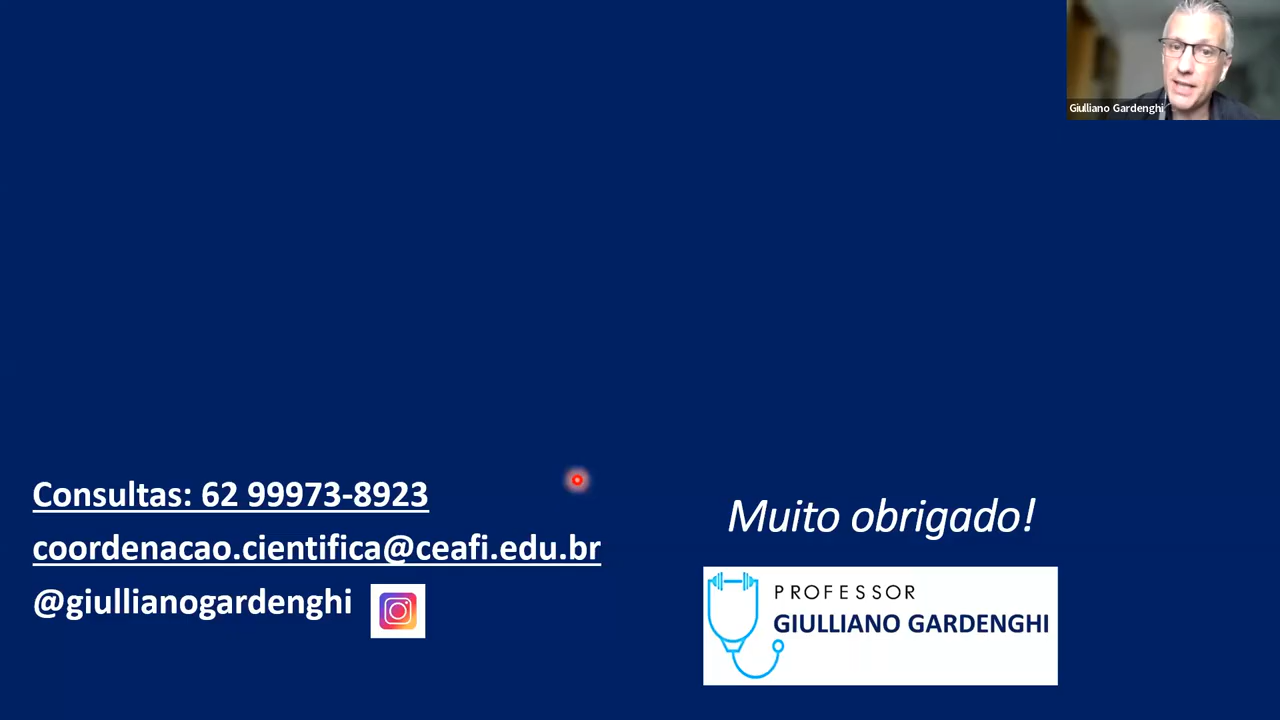 Giulliano Gardenghi
Consultas: 62 99973-8923
coordenacao.cientifica@ceafi.edu.br
@giullianogardenghi
Muito obrigado!
PROFESSOR
GIULLIANO GARDENGHI